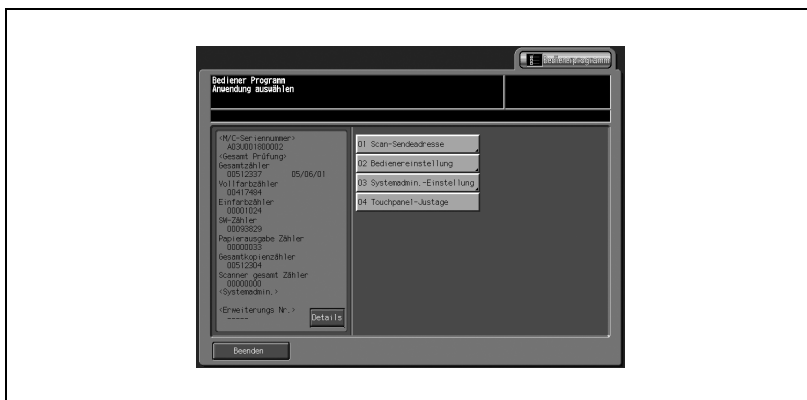 Bedienerprogramm
Bediener Programm
Anwendung auswählen
<M/C-Seriennummer>
A03U001800002
<Gesamt Prüfung>
Gesamtzähler
00512337 05/06/01
Vollfarbzähler
00417484
Einfarbzähler
00001024
SW-Zähler
00093829
Papierausgabe Zähler
00000033
Gesamtkopienzähler
00512304
Scanner gesamt Zähler
00000000
<Systemadmin.>
<Erweiterungs Nr.>
-----
Details
01 Scan-Sendeadresse
02 Bedienereinstellung
03 Systemadmin.-Einstellung
04 Touchpanel-Justage
Beenden